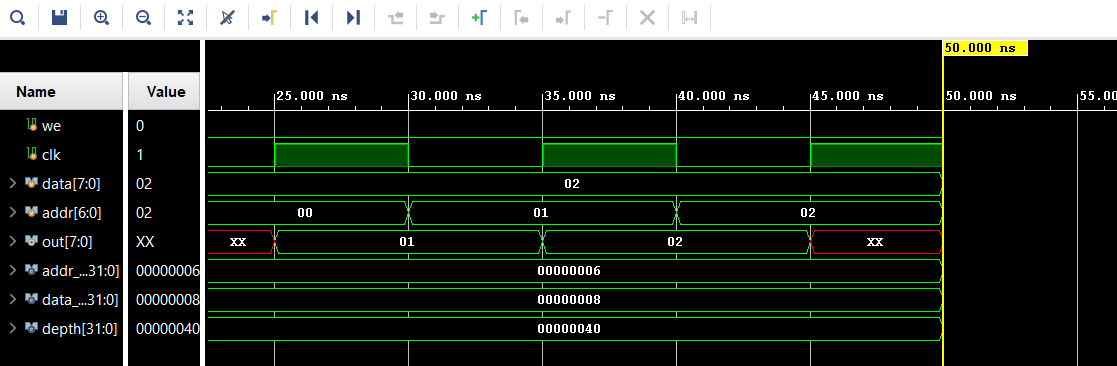 50.000 ns
Name Value
25.000 ns 30.000 ns 35.000 ns 40.000 ns 45.000 ns 50.000 ns 55.00
we 0
clk 1
data[7:0] 02 02
addr[6:0] 02 00 01 02
out[7:0] XX XX 01 02 XX
addr_...31:0] 00000006 00000006
data_...31:0] 00000008 00000008
depth[31:0] 00000040 00000040